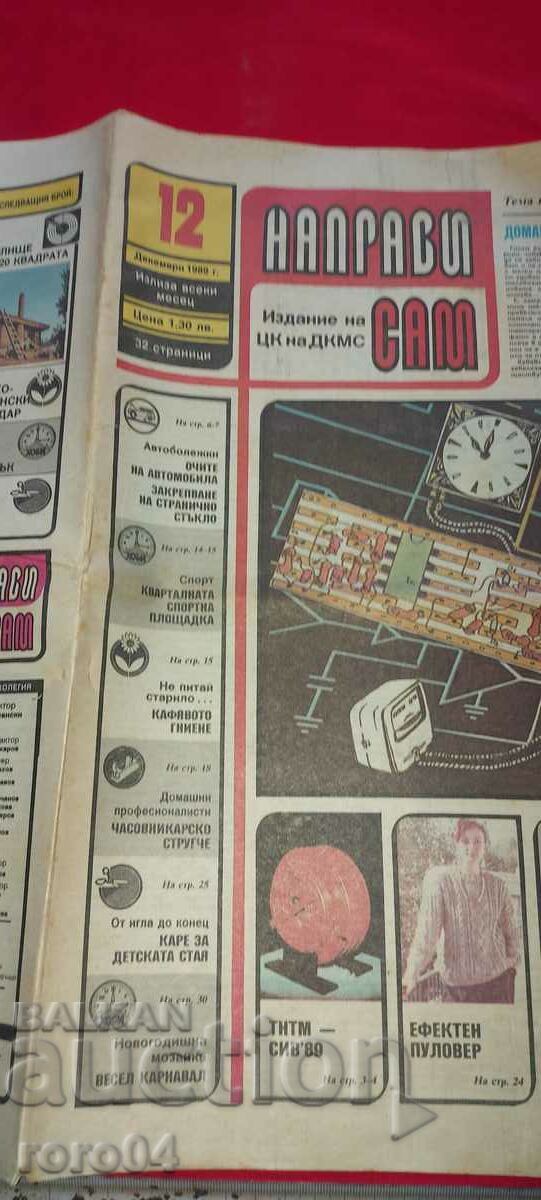 СЛЕДВАЩИЯ БРОЙ:
20 КВАДРАТА
12
Декември 1989 г.
Излиза всеки
месец
Цена 1,30 лв.
32 страници
НАПРАВИ
САМ
Издание на
ЦК на ДКМС
На стр. 6-7
Автоболежки
ОЧИТЕ
НА АВТОМОБИЛА
ЗАКРЕПВАНЕ
НА СТРАНИЧНО
СТЪКЛО
ХОБИ
На стр. 14-15
Спорт
КВАРТАЛНАТА
СПОРТНА
ПЛОЩАДКА
На стр. 15
Не питай
старило...
КАФЯВОТО
ГНИЕНЕ
На стр. 18
Домашни
професионалисти
ЧАСОВНИКАРСКО
СТРУГЧЕ
На стр. 25
От игла до конец
КАРЕ ЗА
ДЕТСКАТА СТАЯ
ХОБИ
На стр. 30
Новогодишна
мозайка
ВЕСЕЛ КАРНАВАЛ
ТНТМ —
СИВ'89
На стр. 3-4
ЕФЕКТЕН
ПУЛОВЕР
На стр. 24
BALKAN
auction
roro04